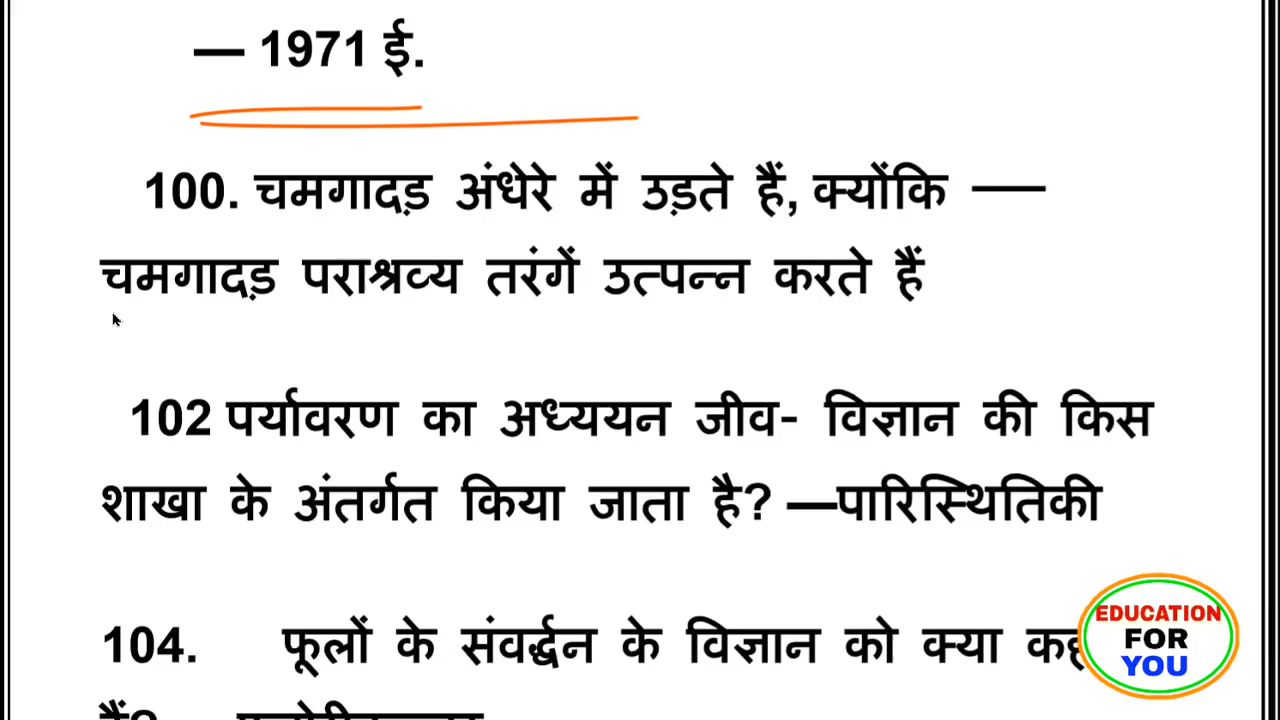 — 1971 ई.
100. चमगादड़ अंधेरे में उड़ते हैं, क्योंकि —
चमगादड़ पराश्रव्य तरंगें उत्पन्न करते हैं
102 पर्यावरण का अध्ययन जीव- विज्ञान की किस
शाखा के अंतर्गत किया जाता है? —पारिस्थितिकी
104. फूलों के संवर्द्धन के विज्ञान को क्या
हैं?
EDUCATION
FOR
YOU